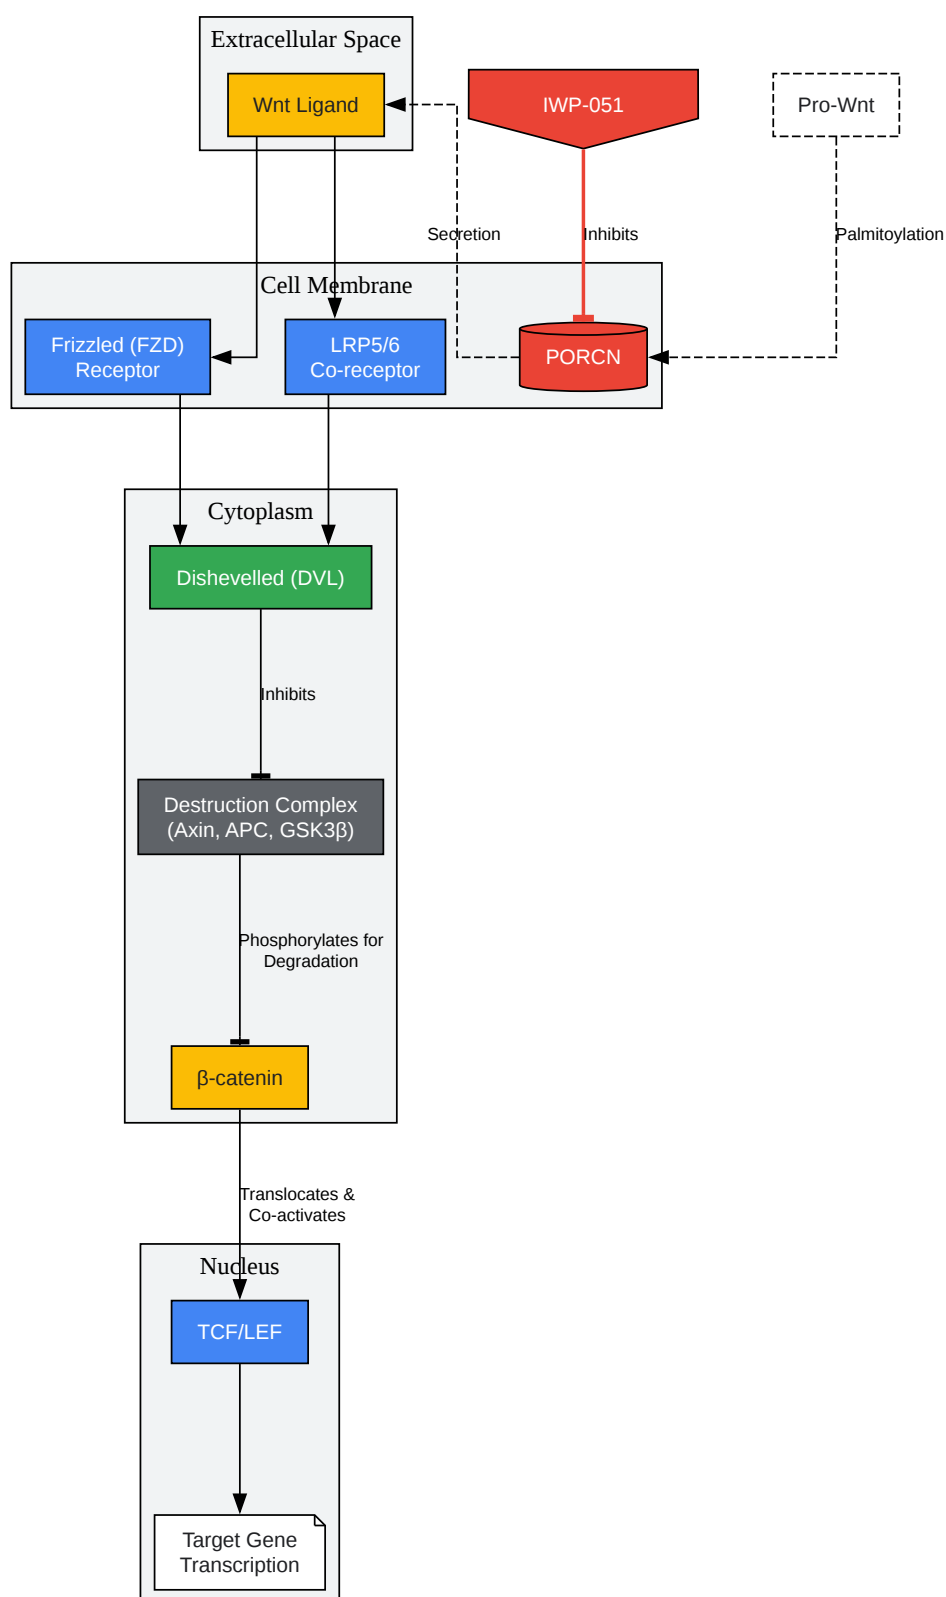 Extracellular Space
Wnt Ligand
IWP-051
Pro-Wnt
Secretion
Inhibits
Palmitoylation
Cell Membrane
Frizzled (FZD)
Receptor
LRP5/6
Co-receptor
PORCN
Cytoplasm
Dishevelled (DVL)
Inhibits
Destruction Complex
(Axin, APC, GSK3β)
Phosphorylates for
Degradation
β-catenin
Translocates &
Co-activates
Nucleus
TCF/LEF
Target Gene
Transcription